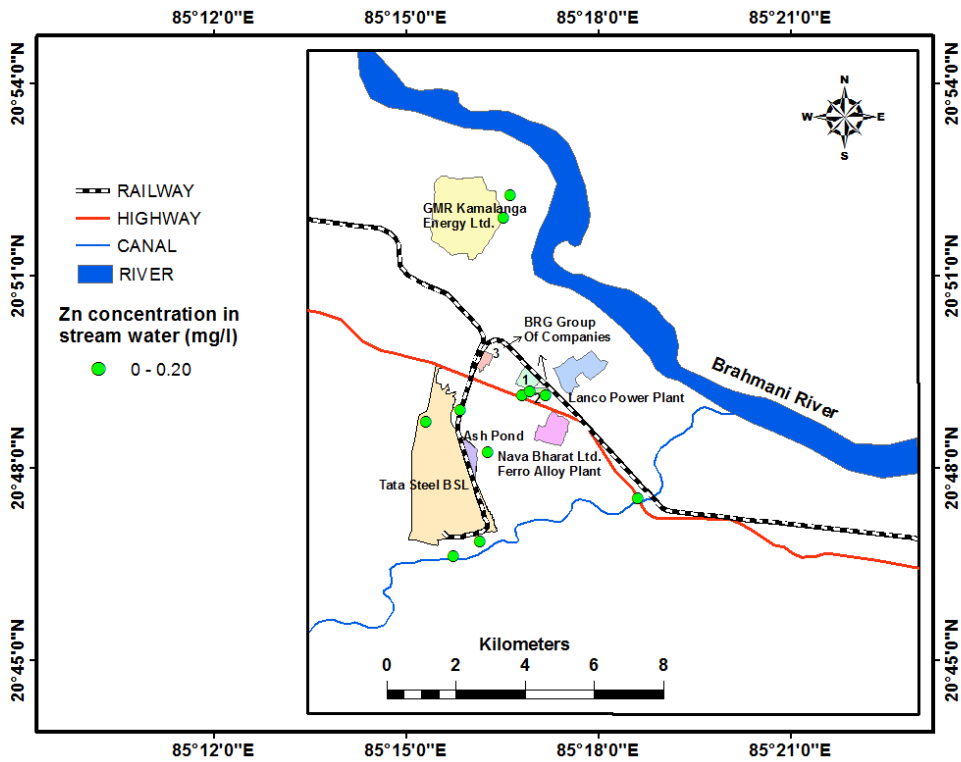 85°12'0"E 85°15'0"E 85°18'0"E 85°21'0"E
20°54'0"N 20°54'0"N
N
W E
S
RAILWAY
HIGHWAY
CANAL
RIVER
Zn concentration in
stream water (mg/l)
0 - 0.20
GMR Kamalanga
Energy Ltd.
20°51'0"N 20°51'0"N
BRG Group
Of Companies
3
1
2
Lanco Power Plant
Brahmani River
Ash Pond
Nava Bharat Ltd.
Ferro Alloy Plant
Tata Steel BSL
20°48'0"N 20°48'0"N
20°45'0"N 20°45'0"N
Kilometers
0 2 4 6 8
85°12'0"E 85°15'0"E 85°18'0"E 85°21'0"E